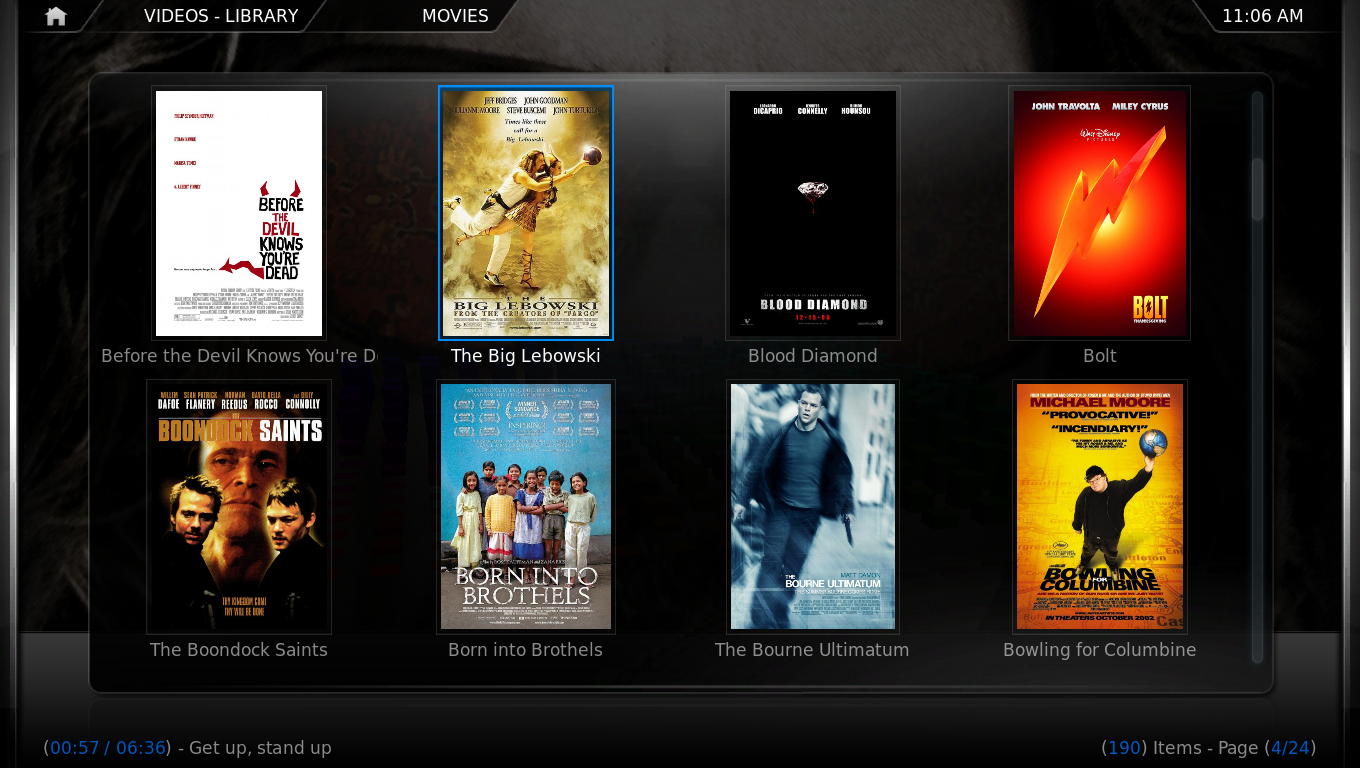 VIDEOS - LIBRARY
MOVIES
11:06 AM
PHILIP SEYMOUR HOFFMAN
ETHAN HAWKE
MARISA TOMEI
& ALBERT FINNEY
BEFORE
THE
DEVIL
KNOWS
YOU'RE
DEAD
JEFF BRIDGES JOHN GOODMAN
JULIANNE MOORE STEVE BUSCEMI JOHN TURTURRO
Times like these
call for a
Big Lebowski.
THE
BIG LEBOWSKI
FROM THE CREATORS OF "FARGO"
LEONARDO DICAPRIO
JENNIFER CONNELLY
DJIMON HOUNSOU
BLOOD DIAMOND
12·15·06
JOHN TRAVOLTA MILEY CYRUS
WALT DISNEY
PICTURES
BOLT
THANKSGIVING
Before the Devil Knows You're D
The Big Lebowski
Blood Diamond
Bolt
WILLEM DAFOE
SEAN PATRICK FLANERY
NORMAN REEDUS
DAVID DELLA ROCCO
AND BILLY CONNOLLY
THE
BOONDOCK SAINTS
THY KINGDOM COME
THY WILL BE DONE
WINNER
SUNDANCE
INSPIRING!
BORN INTO
BROTHELS
MATT DAMON
THE
BOURNE ULTIMATUM
MICHAEL MOORE
"PROVOCATIVE!"
"INCENDIARY!"
BOWLING
FOR
COLUMBINE
IN THEATERS OCTOBER 2002
The Boondock Saints
Born into Brothels
The Bourne Ultimatum
Bowling for Columbine
(00:57 / 06:36) - Get up, stand up
(190) Items - Page (4/24)